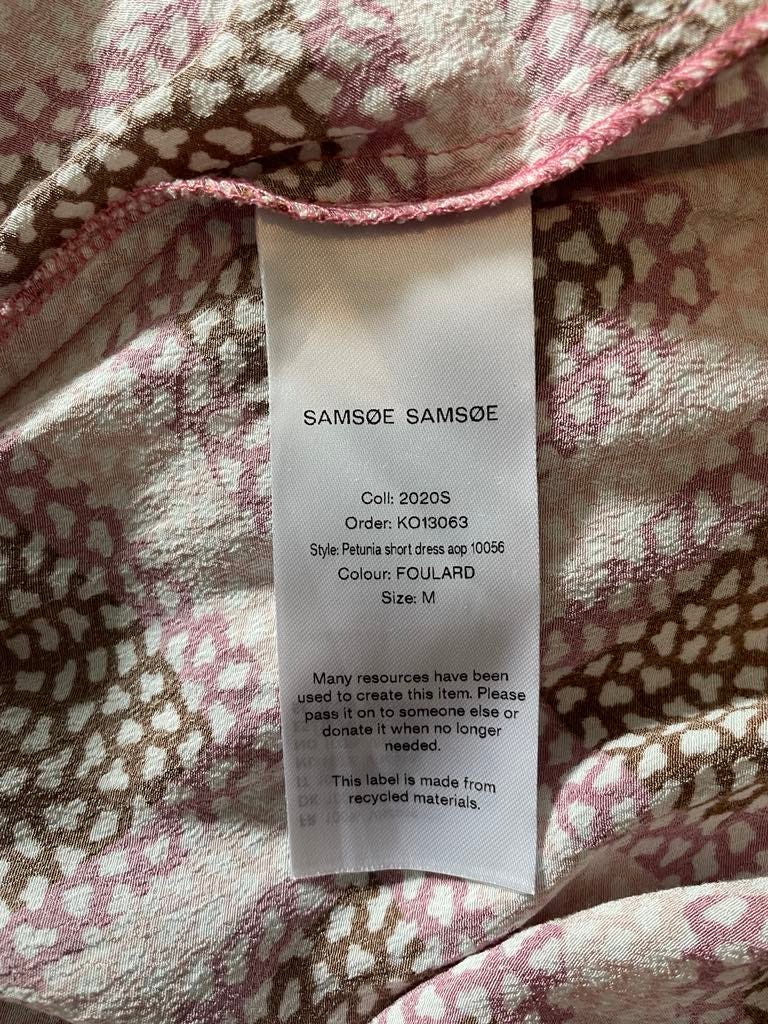 SAMSØE SAMSØE
Coll: 2020S
Order: KO13063
Style: Petunia short dress aop 10056
Colour: FOULARD
Size: M
Many resources have been
used to create this item. Please
pass it on to someone else or
donate it when no longer
needed.
This label is made from
recycled materials.